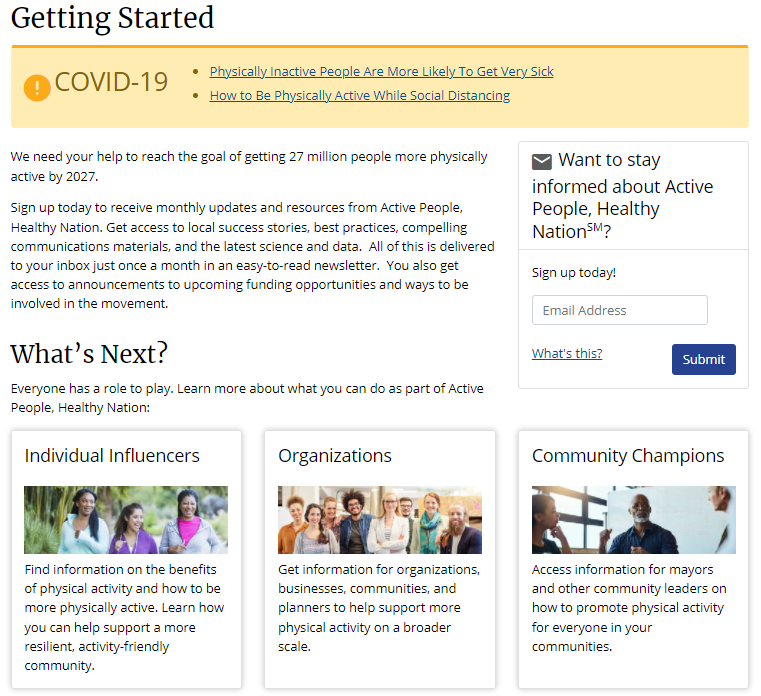 Getting Started
COVID-19
Physically Inactive People Are More Likely To Get Very Sick
How to Be Physically Active While Social Distancing
We need your help to reach the goal of getting 27 million people more physically
active by 2027.
Sign up today to receive monthly updates and resources from Active People,
Healthy Nation. Get access to local success stories, best practices, compelling
communications materials, and the latest science and data.  All of this is delivered
to your inbox just once a month in an easy-to-read newsletter.  You also get
access to announcements to upcoming funding opportunities and ways to be
involved in the movement.
Want to stay
informed about Active
People, Healthy
Nation℠?
Sign up today!
Email Address
What's this?
Submit
What’s Next?
Everyone has a role to play. Learn more about what you can do as part of Active
People, Healthy Nation:
Individual Influencers
Find information on the benefits
of physical activity and how to be
more physically active. Learn how
you can help support a more
resilient, activity-friendly
community.
Organizations
Get information for organizations,
businesses, communities, and
planners to help support more
physical activity on a broader
scale.
Community Champions
Access information for mayors
and other community leaders on
how to promote physical activity
for everyone in your
communities.